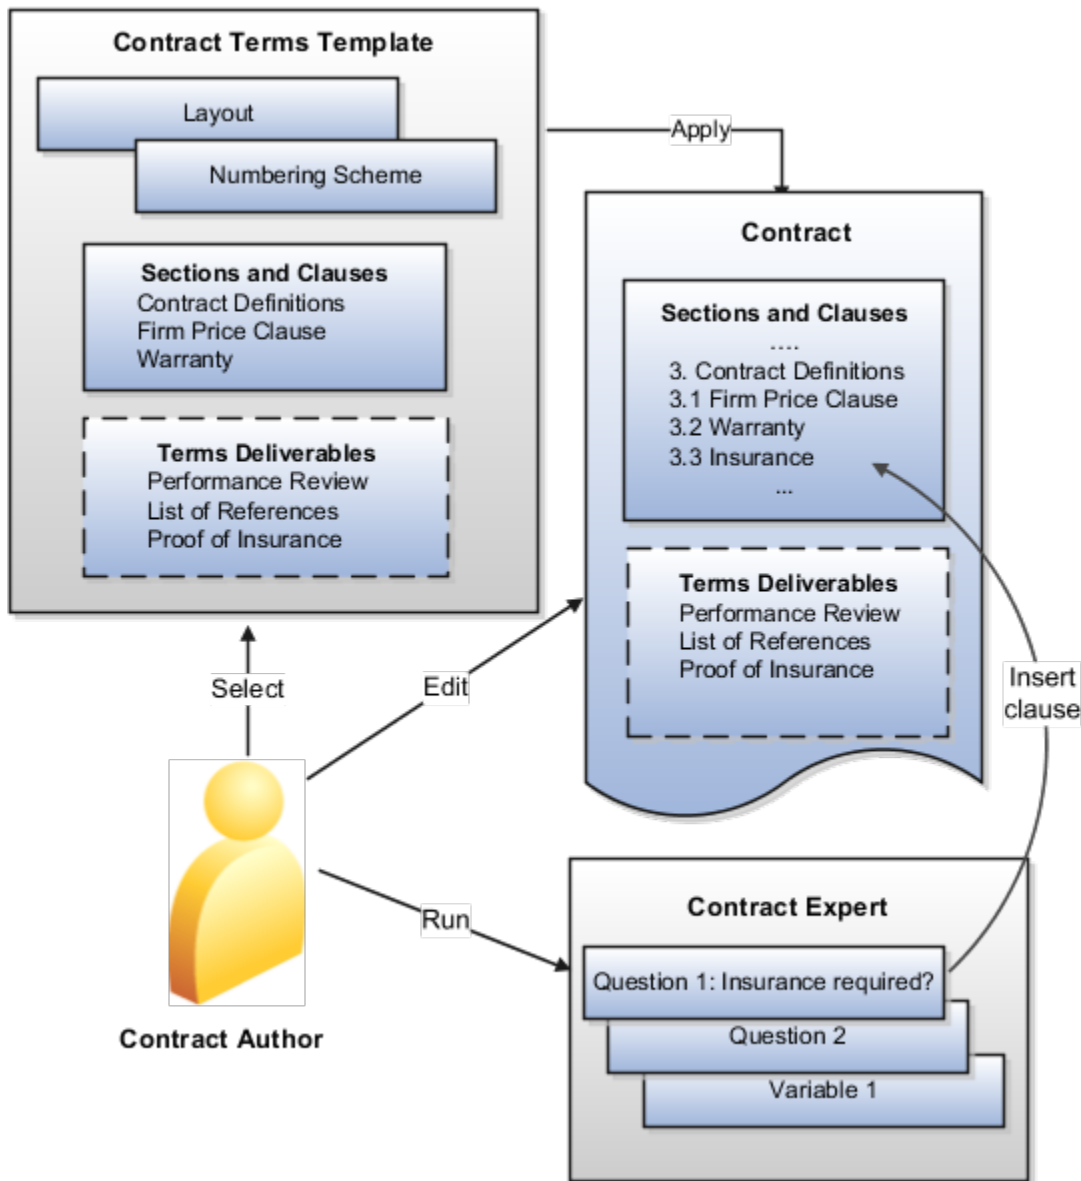 Contract Terms Template
Layout
Numbering Scheme
Sections and Clauses
Contract Definitions
Firm Price Clause
Warranty
Terms Deliverables
Performance Review
List of References
Proof of Insurance
Apply
Contract
Sections and Clauses
....
3. Contract Definitions
3.1 Firm Price Clause
3.2 Warranty
3.3 Insurance
...
Terms Deliverables
Performance Review
List of References
Proof of Insurance
Select
Edit
Insert
clause
Run
Contract Author
Contract Expert
Question 1: Insurance required?
Question 2
Variable 1